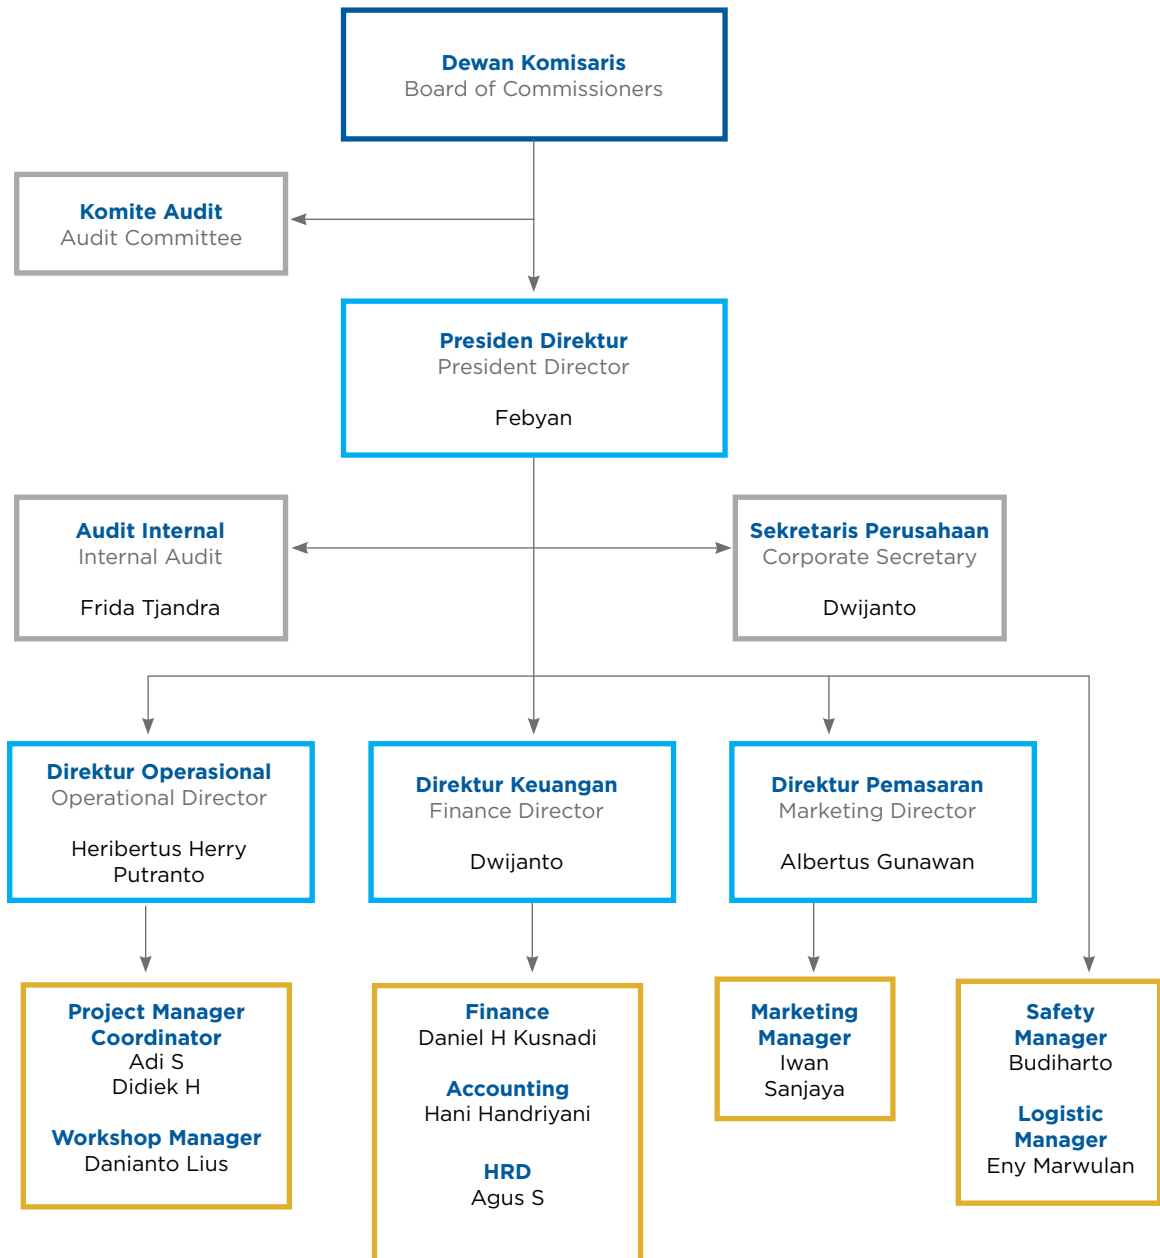 Dewan Komisaris
Board of Commissioners
Komite Audit
Audit Committee
Presiden Direktur
President Director
Febyan
Audit Internal
Internal Audit
Frida Tjandra
Sekretaris Perusahaan
Corporate Secretary
Dwijanto
Direktur Operasional
Operational Director
Heribertus Herry
Putranto
Direktur Keuangan
Finance Director
Dwijanto
Direktur Pemasaran
Marketing Director
Albertus Gunawan
Project Manager
Coordinator
Adi S
Didiek H
Workshop Manager
Danianto Lius
Finance
Daniel H Kusnadi
Accounting
Hani Handriyani
HRD
Agus S
Marketing
Manager
Iwan
Sanjaya
Safety
Manager
Budiharto
Logistic
Manager
Eny Marwulan